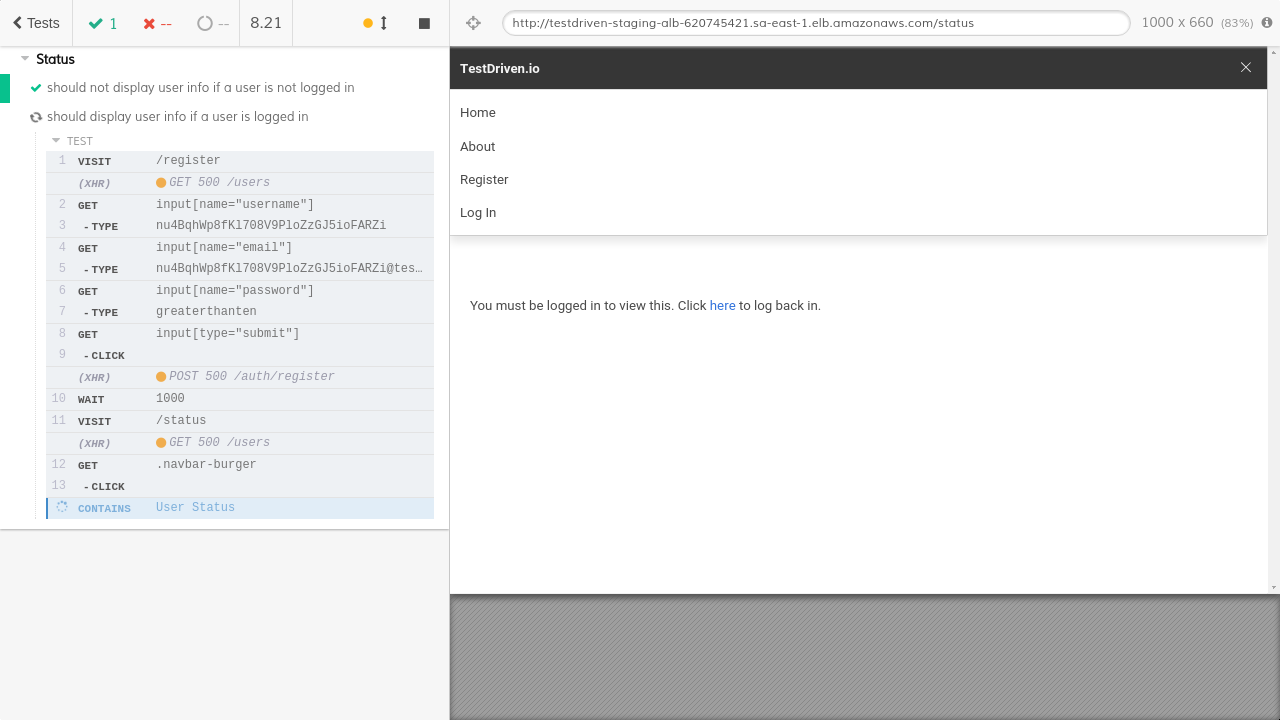 Tests 1 -- -- 8.21
http://testdriven-staging-alb-620745421.sa-east-1.elb.amazonaws.com/status 1000 x 660 (83%)
Status
should not display user info if a user is not logged in
should display user info if a user is logged in
TEST
1 VISIT /register
(XHR) GET 500 /users
2 GET input[name="username"]
3 - TYPE nu4BqhWp8fKl708V9PloZzGJ5ioFARZi
4 GET input[name="email"]
5 - TYPE nu4BqhWp8fKl708V9PloZzGJ5ioFARZi@tes…
6 GET input[name="password"]
7 - TYPE greaterthanten
8 GET input[type="submit"]
9 - CLICK
(XHR) POST 500 /auth/register
10 WAIT 1000
11 VISIT /status
(XHR) GET 500 /users
12 GET .navbar-burger
13 - CLICK
CONTAINS User Status
TestDriven.io
Home
About
Register
Log In
You must be logged in to view this. Click here to log back in.